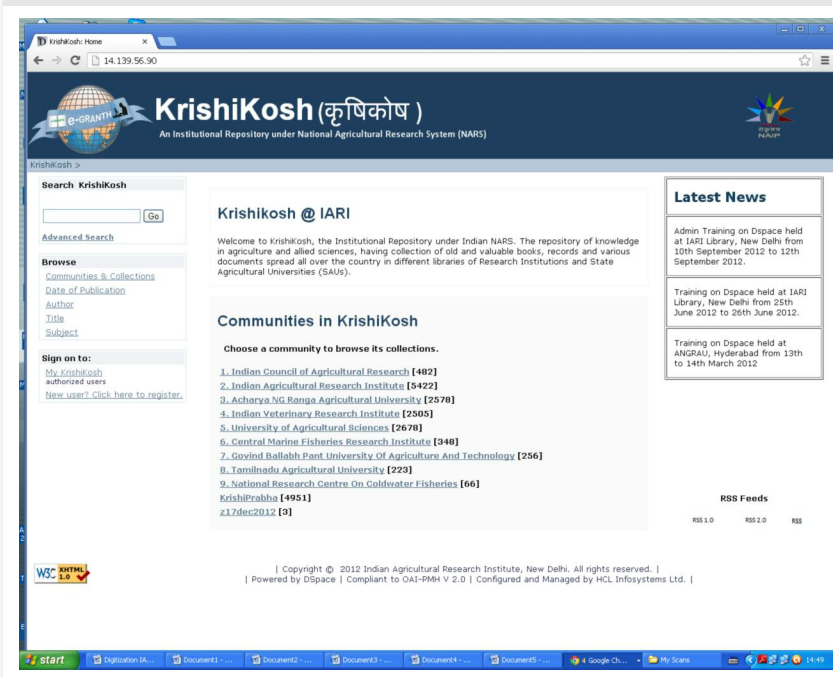 KrishiKosh: Home
14.139.56.90
e-GRANTH
KrishiKosh (कृषिकोष )
An Institutional Repository under National Agricultural Research System (NARS)
NAIP
KrishiKosh >
Search KrishiKosh
Go
Advanced Search
Browse
Communities & Collections
Date of Publication
Author
Title
Subject
Sign on to:
My KrishiKosh
authorized users
New user? Click here to register.
Krishikosh @ IARI
Welcome to KrishiKosh, the Institutional Repository under Indian NARS. The repository of knowledge
in agriculture and allied sciences, having collection of old and valuable books, records and various
documents spread all over the country in different libraries of Research Institutions and State
Agricultural Universities (SAUs).
Communities in KrishiKosh
Choose a community to browse its collections.
1. Indian Council of Agricultural Research [482]
2. Indian Agricultural Research Institute [5422]
3. Acharya NG Ranga Agricultural University [2578]
4. Indian Veterinary Research Institute [2505]
5. University of Agricultural Sciences [2678]
6. Central Marine Fisheries Research Institute [348]
7. Govind Ballabh Pant University Of Agriculture And Technology [256]
8. Tamilnadu Agricultural University [223]
9. National Research Centre On Coldwater Fisheries [66]
KrishiPrabha [4951]
z17dec2012 [3]
Latest News
Admin Training on Dspace held
at IARI Library, New Delhi from
10th September 2012 to 12th
September 2012.
Training on Dspace held at IARI
Library, New Delhi from 25th
June 2012 to 26th June 2012.
Training on Dspace held at
ANGRAU, Hyderabad from 13th
to 14th March 2012
RSS Feeds
RSS 1.0 RSS 2.0 RSS
W3C XHTML 1.0
| Copyright © 2012 Indian Agricultural Research Institute, New Delhi. All rights reserved. |
| Powered by DSpace | Compliant to OAI-PMH V 2.0 | Configured and Managed by HCL Infosystems Ltd. |
start Digitization IA... Document1 - ... Document2 - ... Document3 - ... Document4 - ... Document5 - ... 4 Google Ch... My Scans 14:49